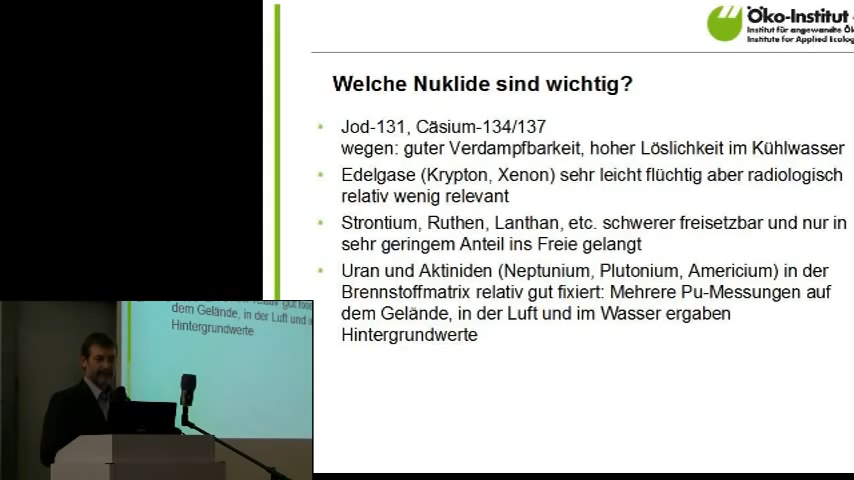 Öko-Institut
Institut für angewandte
Institute for Applied
Welche Nuklide sind wichtig?
• Jod-131, Cäsium-134/137
wegen: guter Verdampfbarkeit, hoher Löslichkeit im Kühlwasser
• Edelgase (Krypton, Xenon) sehr leicht flüchtig aber radiologisch
relativ wenig relevant
• Strontium, Ruthen, Lanthan, etc. schwerer freisetzbar und nur in
sehr geringem Anteil ins Freie gelangt
• Uran und Aktiniden (Neptunium, Plutonium, Americium) in der
Brennstoffmatrix relativ gut fixiert: Mehrere Pu-Messungen auf
dem Gelände, in der Luft und im Wasser ergaben
Hintergrundwerte
dem Gelände, in der Luft und
Hintergrundwerte